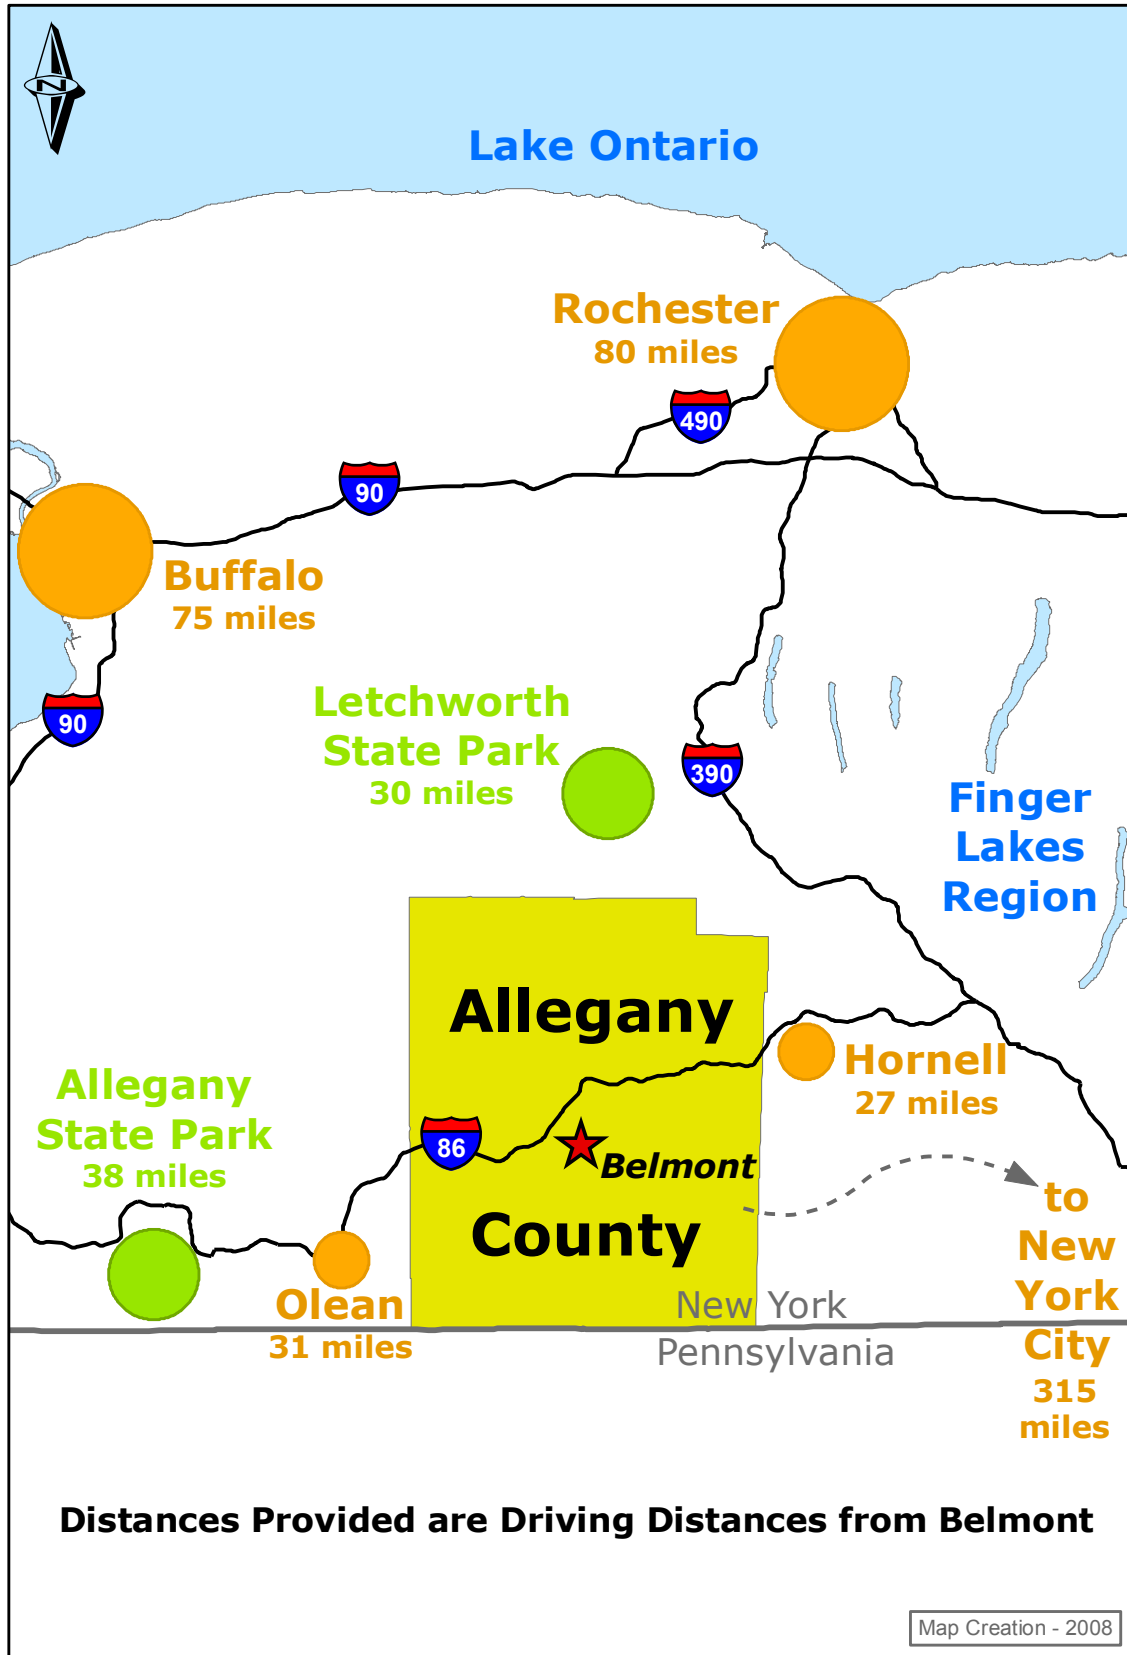 N
Lake Ontario
Rochester
80 miles
490
90
Buffalo
75 miles
Letchworth
State Park
30 miles
90
390
Finger
Lakes
Region
Allegany
Hornell
27 miles
Allegany
State Park
38 miles
86
Belmont
County
to
New
York
City
315
miles
Olean
31 miles
New York
Pennsylvania
Distances Provided are Driving Distances from Belmont
Map Creation - 2008